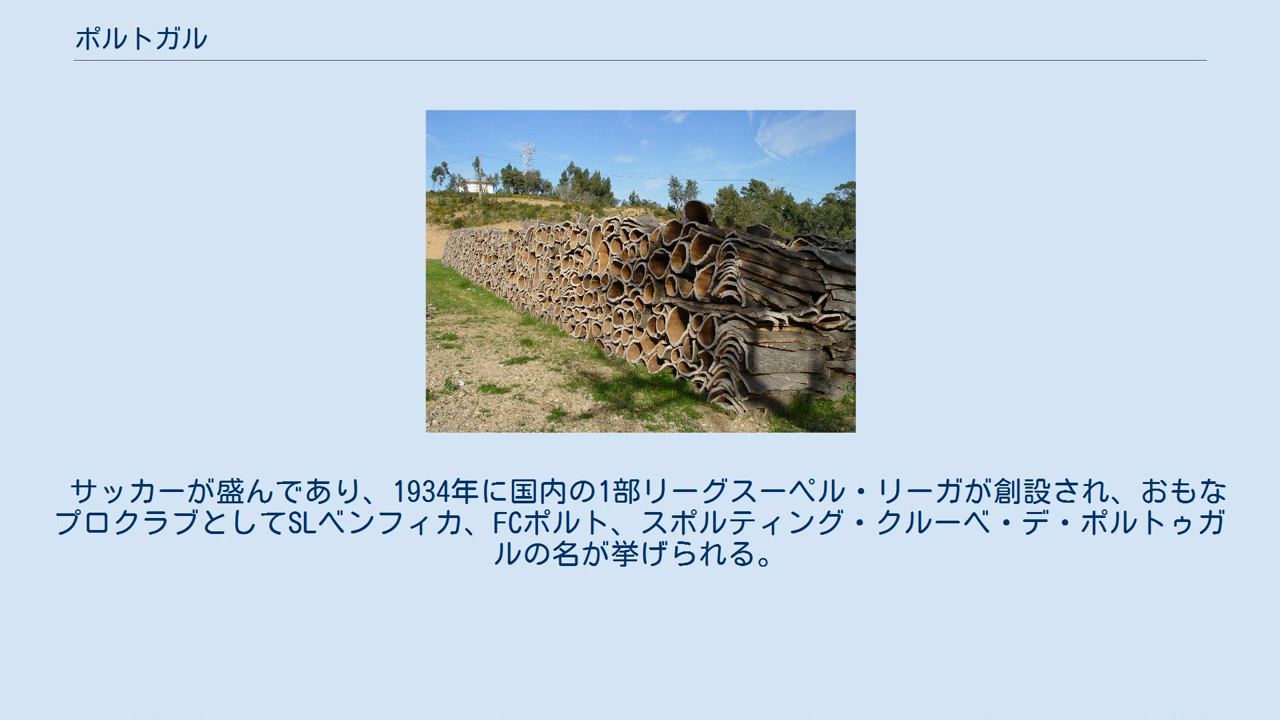 ポルトガル
サッカーが盛んであり、1934年に国内の1部リーグスーペル・リーガが創設され、おもな
プロクラブとしてSLベンフィカ、FCポルト、スポルティング・クルーベ・デ・ポルトゥガ
ルの名が挙げられる。